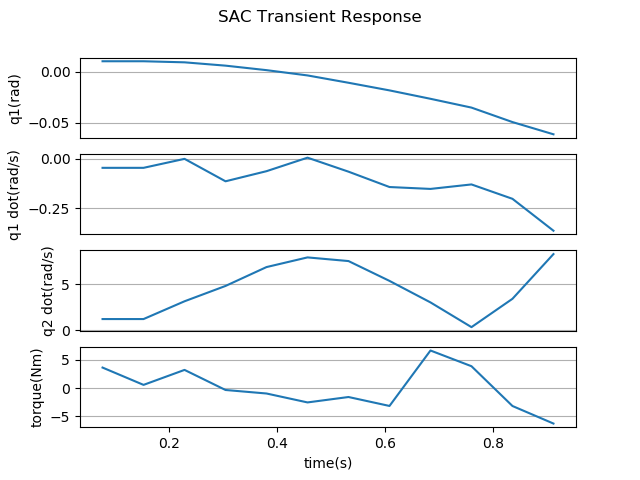 SAC Transient Response
0.00
−0.05
q1(rad)
0.00
−0.25
q1 dot(rad/s)
5
0
q2 dot(rad/s)
5
0
−5
torque(Nm)
0.2 0.4 0.6 0.8
time(s)